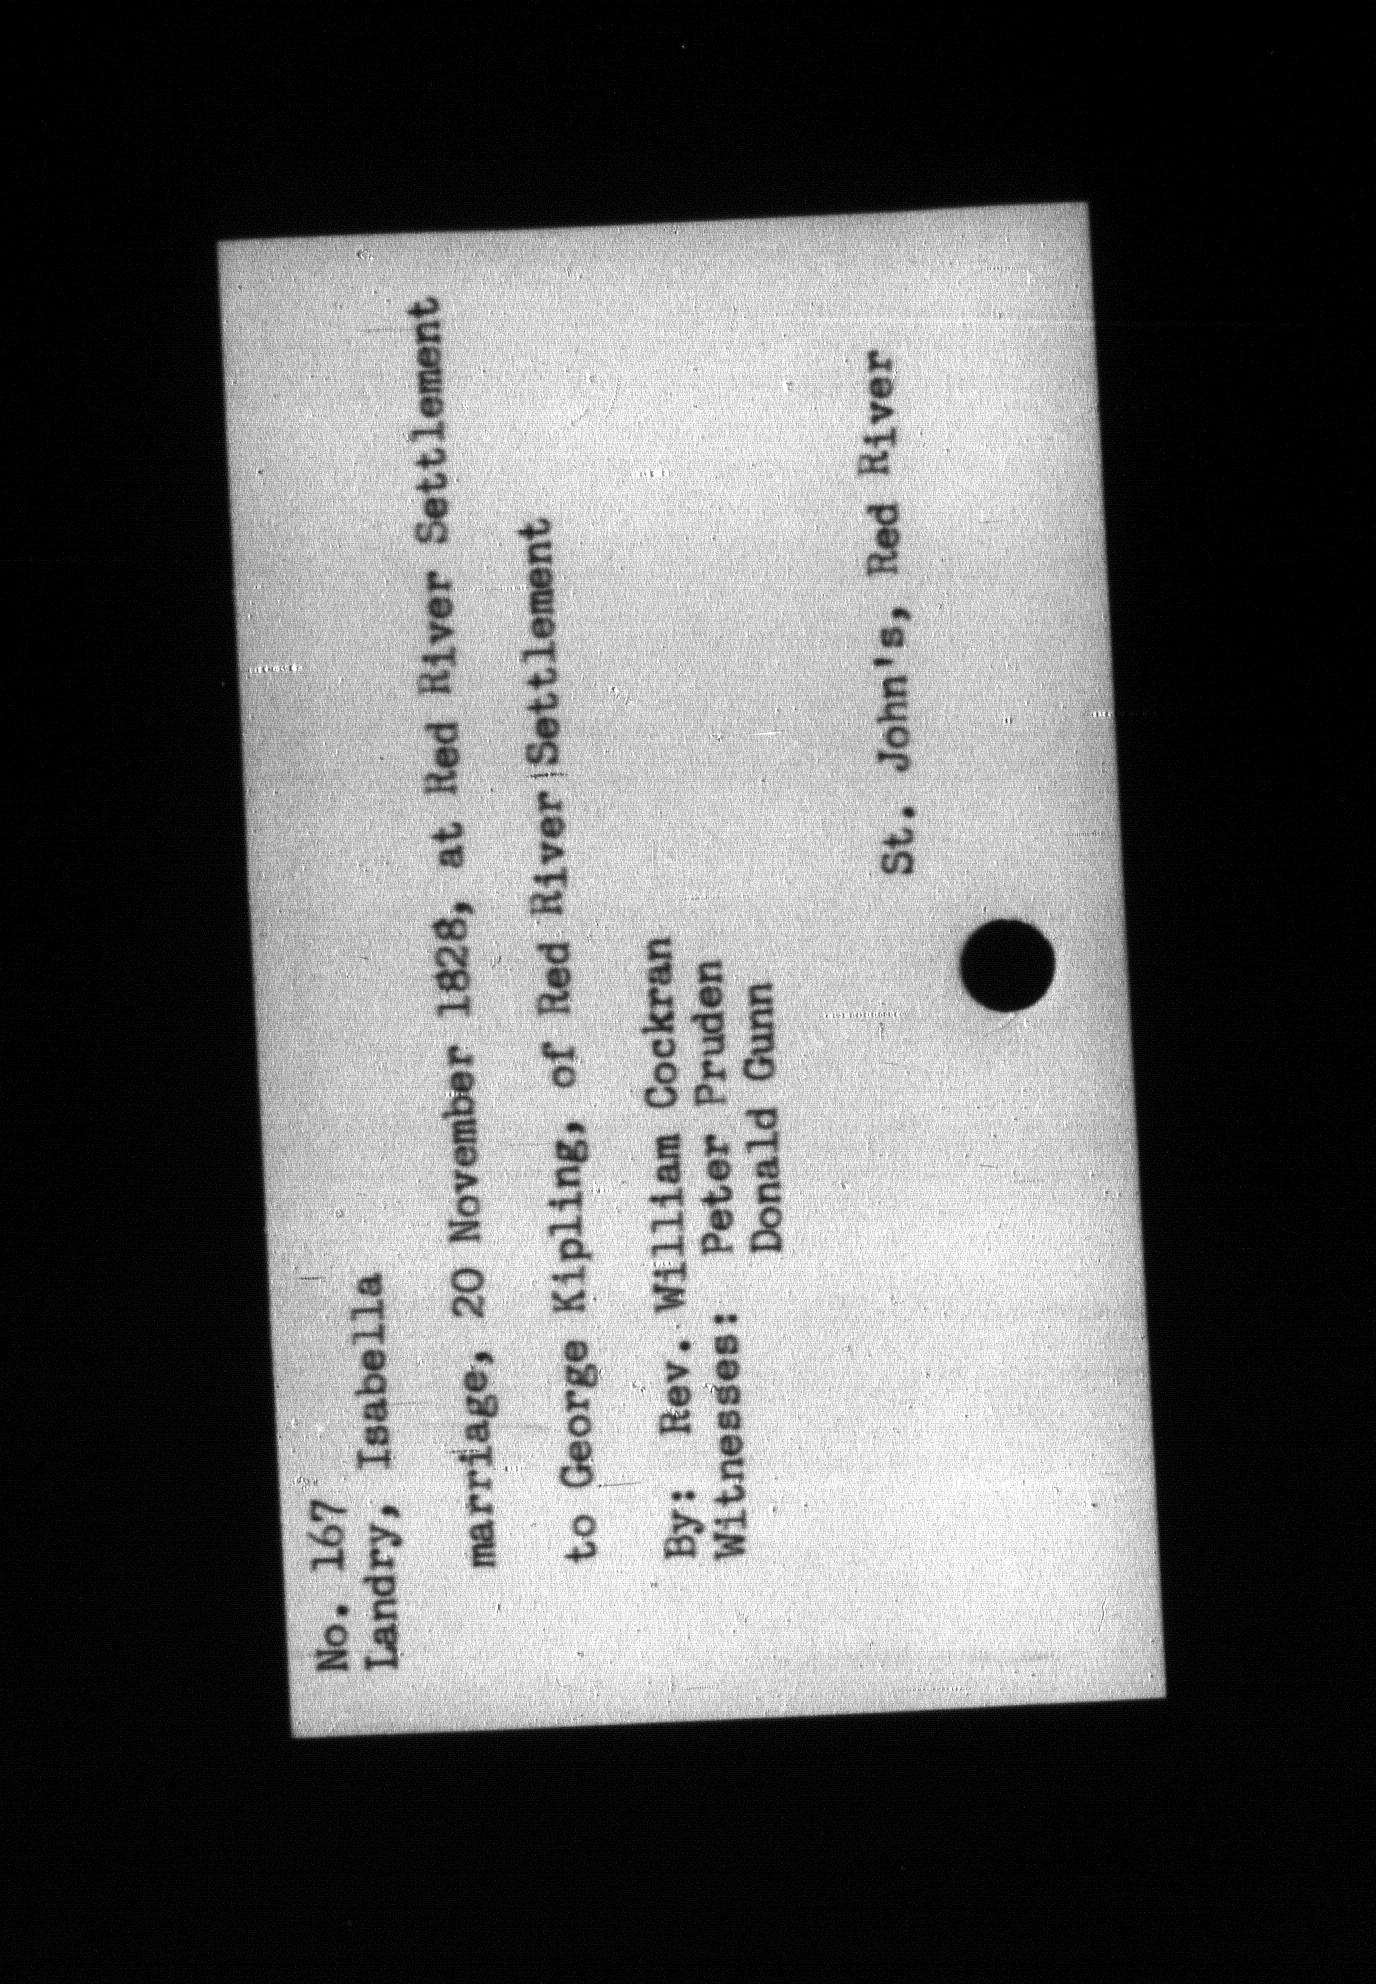 No. 167
Landry, Isabella
marriage, 20 November 1828, at Red River Settlement
to George Kipling, of Red River Settlement
By: Rev. William Cockran
Witnesses: Peter Pruden
Donald Gunn
St. John's, Red River